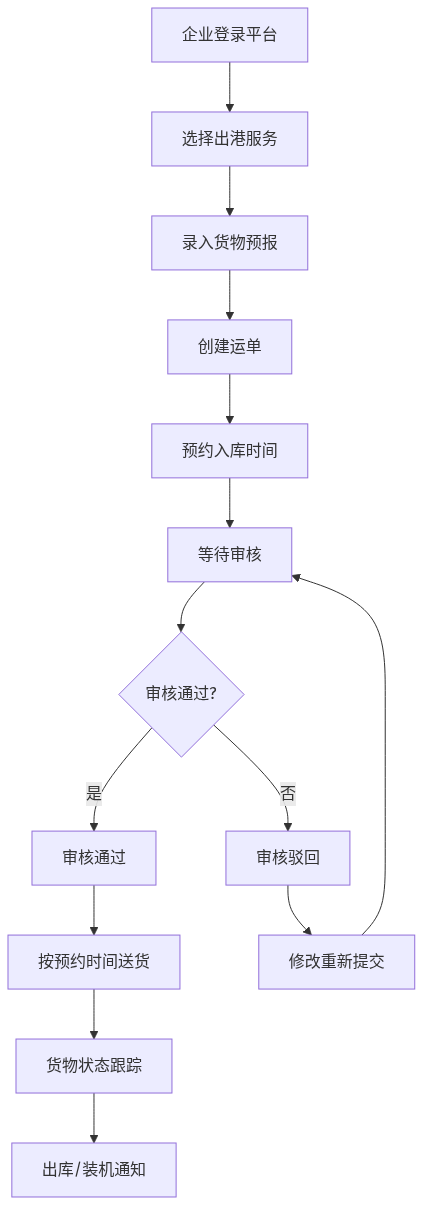 企业登录平台
选择出港服务
录入货物预报
创建运单
预约入库时间
等待审核
审核通过?
是
否
审核通过
审核驳回
按预约时间送货
修改重新提交
货物状态跟踪
出库/装机通知